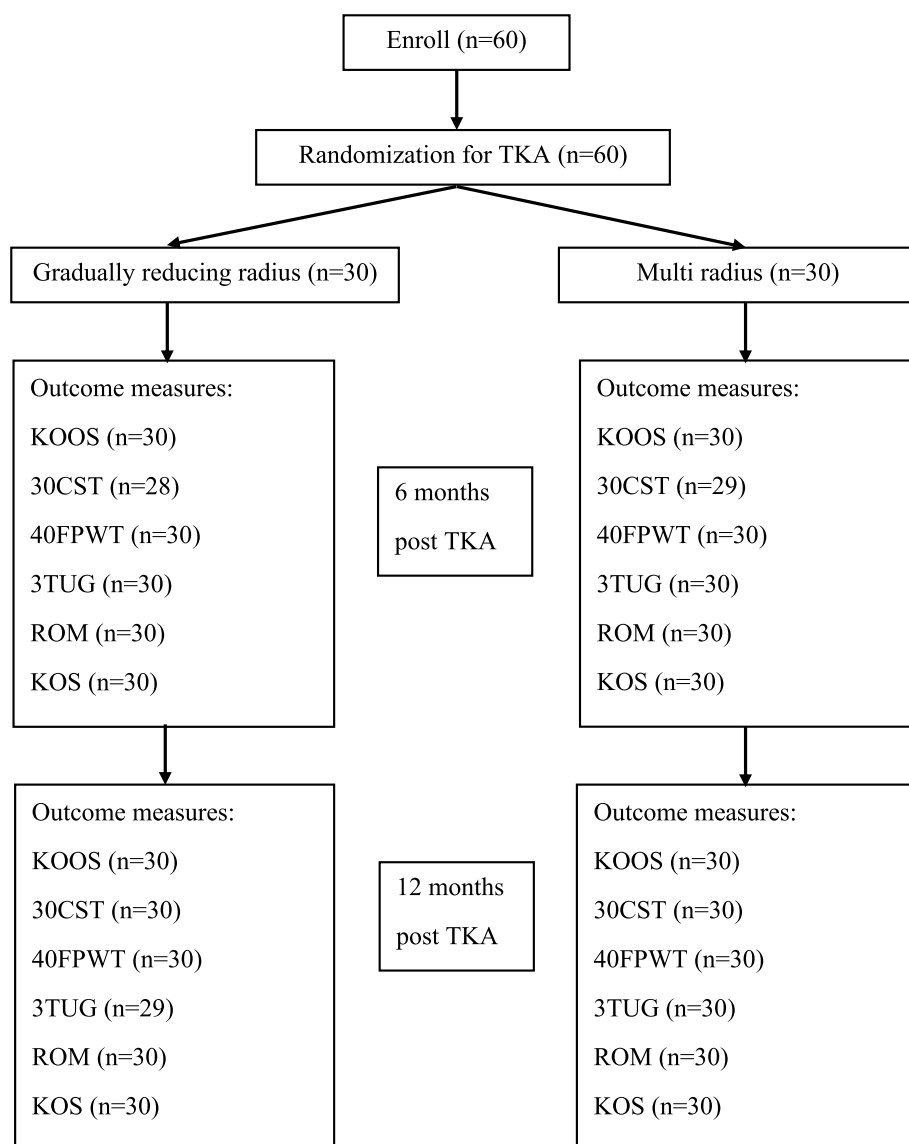 Enroll (n=60)
Randomization for TKA (n=60)
Gradually reducing radius (n=30)
Multi radius (n=30)
Outcome measures:
KOOS (n=30)
30CST (n=28)
40FPWT (n=30)
3TUG (n=30)
ROM (n=30)
KOS (n=30)
6 months
post TKA
Outcome measures:
KOOS (n=30)
30CST (n=29)
40FPWT (n=30)
3TUG (n=30)
ROM (n=30)
KOS (n=30)
Outcome measures:
KOOS (n=30)
30CST (n=30)
40FPWT (n=30)
3TUG (n=29)
ROM (n=30)
KOS (n=30)
12 months
post TKA
Outcome measures:
KOOS (n=30)
30CST (n=30)
40FPWT (n=30)
3TUG (n=30)
ROM (n=30)
KOS (n=30)